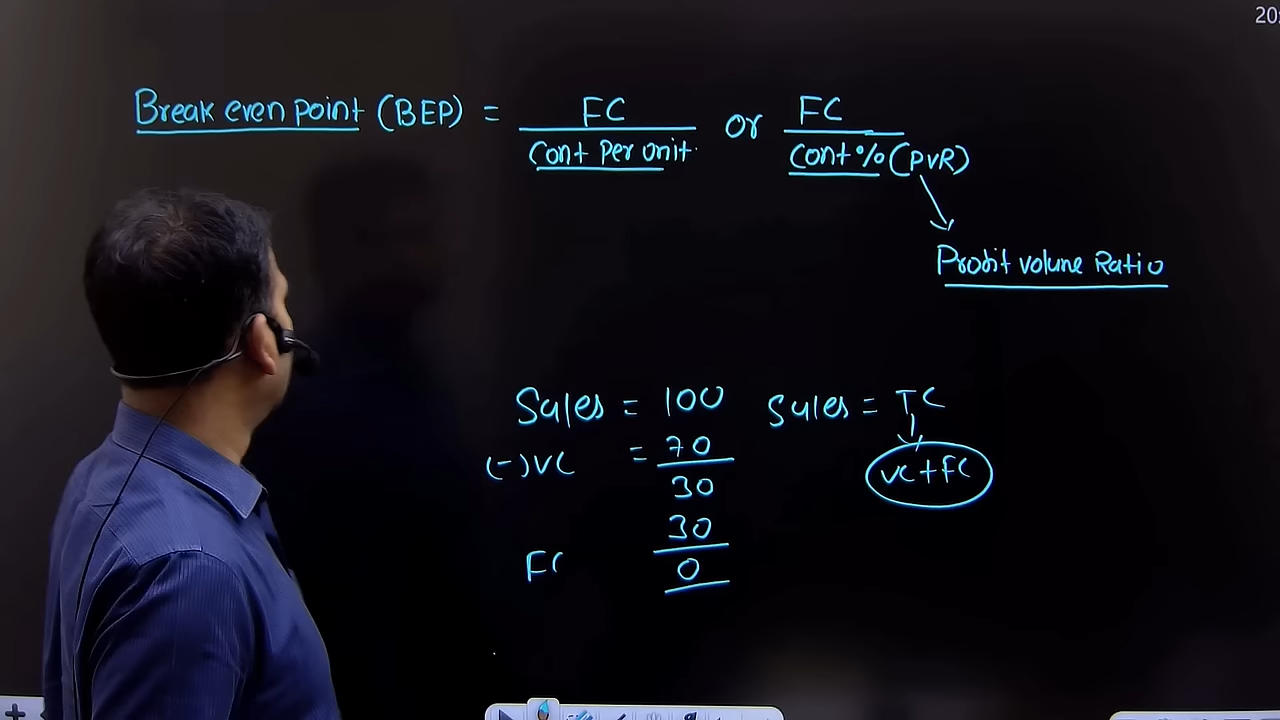 20:
Break even point (BEP) = FC / Cont Per unit or FC / Cont % (PVR)
Profit volume Ratio
Sales = 100 Sales = TC
(-) VC = 70 VC + FC
30
30
FC
0